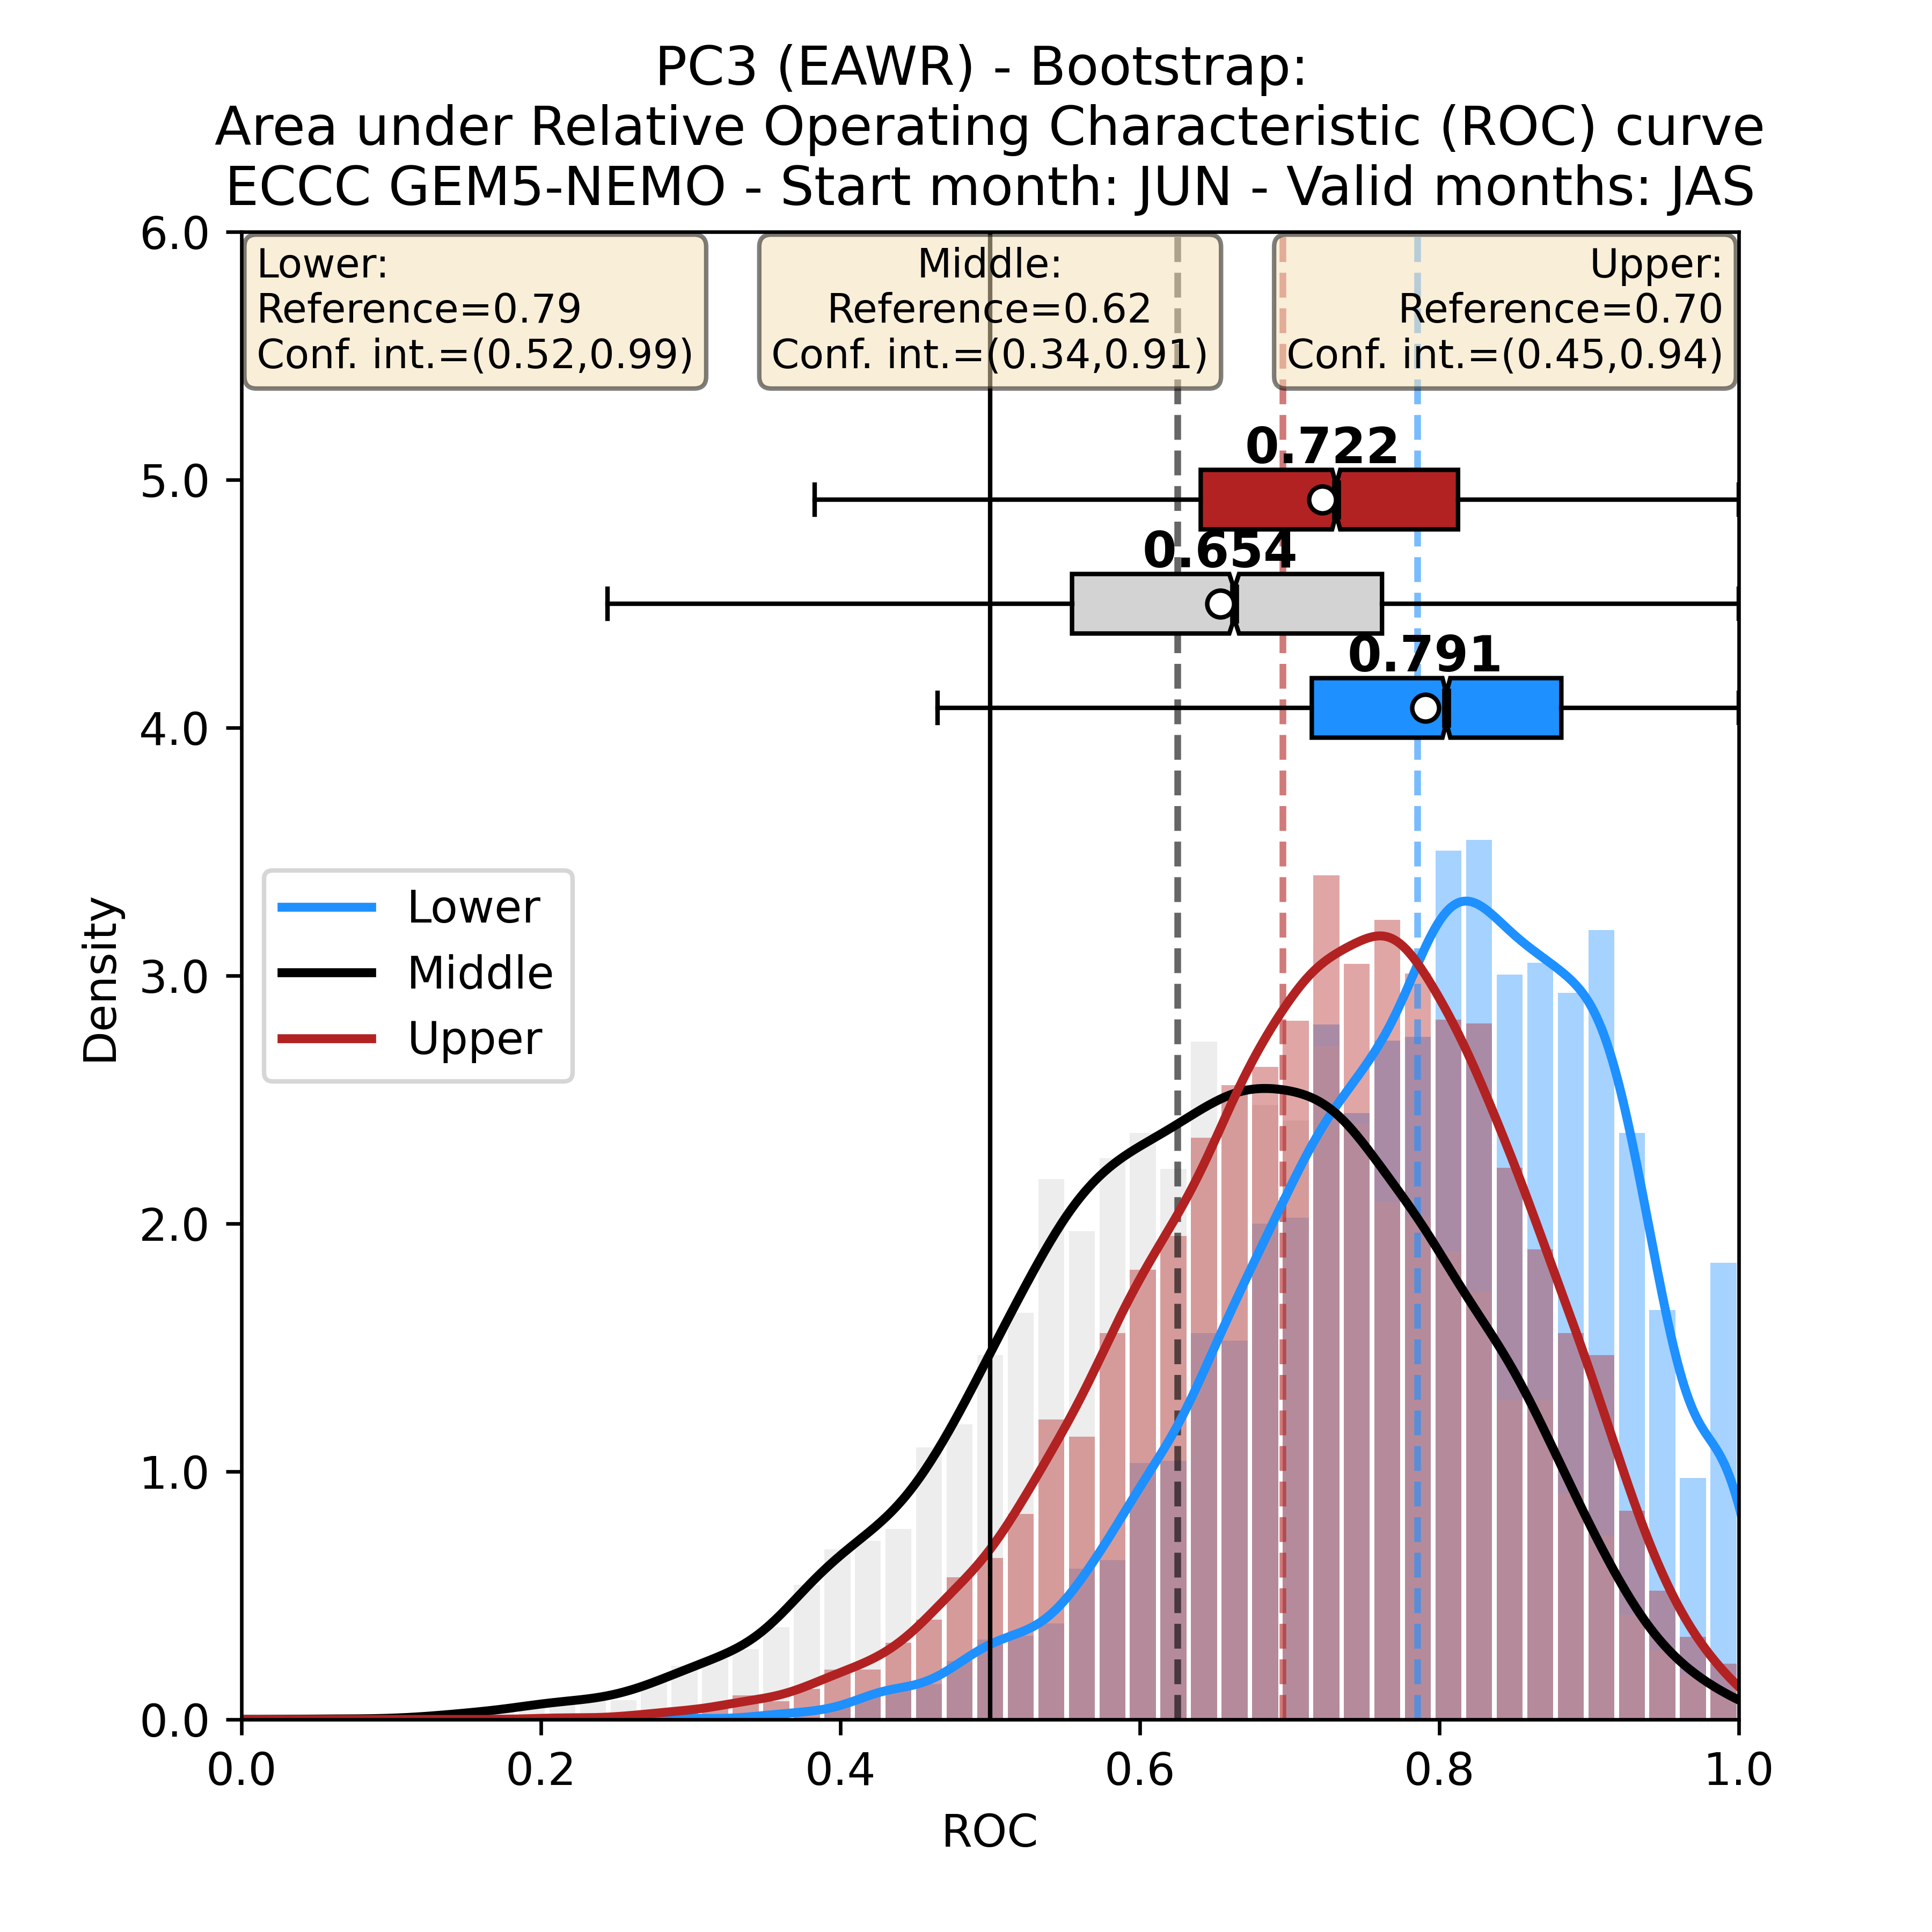 PC3 (EAWR) - Bootstrap:
Area under Relative Operating Characteristic (ROC) curve
ECCC GEM5-NEMO - Start month: JUN - Valid months: JAS
Lower:
Reference=0.79
Conf. int.=(0.52,0.99)
Middle:
Reference=0.62
Conf. int.=(0.34,0.91)
Upper:
Reference=0.70
Conf. int.=(0.45,0.94)
0.722
0.654
0.791
Lower
Middle
Upper
Density
6.0
5.0
4.0
3.0
2.0
1.0
0.0
0.0 0.2 0.4 0.6 0.8 1.0
ROC